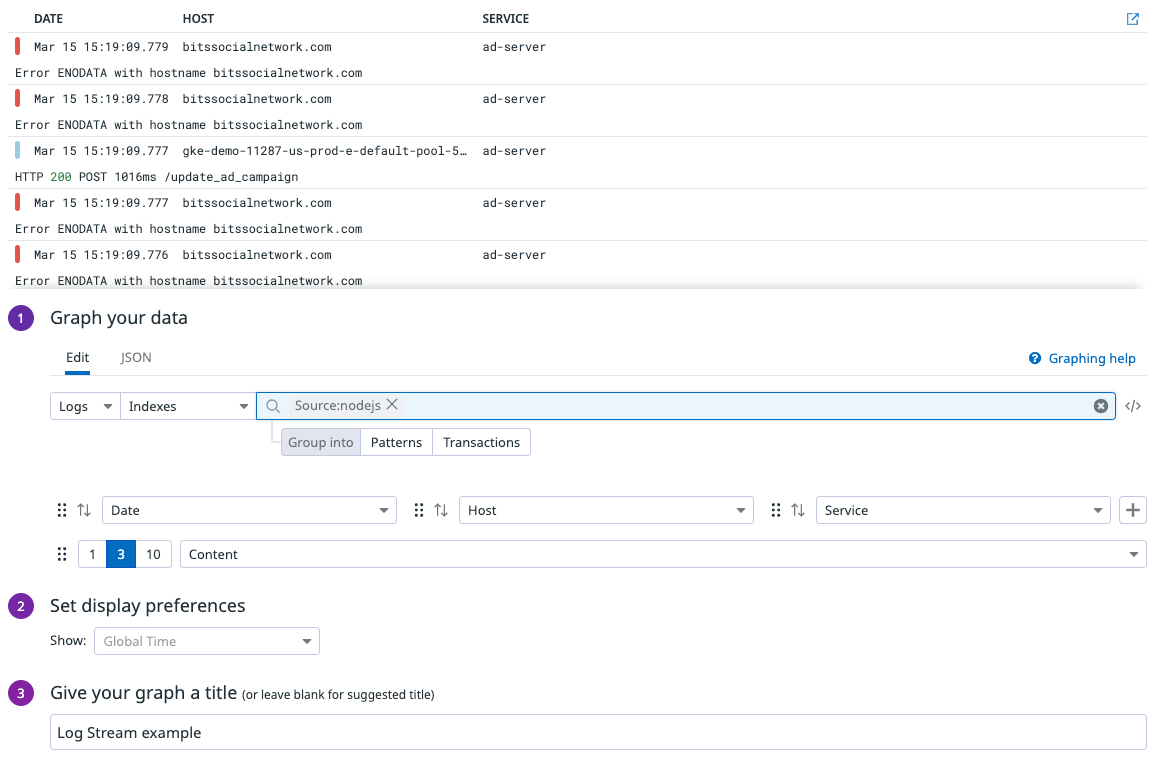 DATE HOST SERVICE
Mar 15 15:19:09.779 bitssocialnetwork.com ad-server
Error ENODATA with hostname bitssocialnetwork.com
Mar 15 15:19:09.778 bitssocialnetwork.com ad-server
Error ENODATA with hostname bitssocialnetwork.com
Mar 15 15:19:09.777 gke-demo-11287-us-prod-e-default-pool-5… ad-server
HTTP 200 POST 1016ms /update_ad_campaign
Mar 15 15:19:09.777 bitssocialnetwork.com ad-server
Error ENODATA with hostname bitssocialnetwork.com
Mar 15 15:19:09.776 bitssocialnetwork.com ad-server
Error ENODATA with hostname bitssocialnetwork.com
1 Graph your data
Edit JSON ? Graphing help
Logs Indexes Source:nodejs </>
Group into Patterns Transactions
Date Host Service
1 3 10 Content
2 Set display preferences
Show: Global Time
3 Give your graph a title (or leave blank for suggested title)
Log Stream example